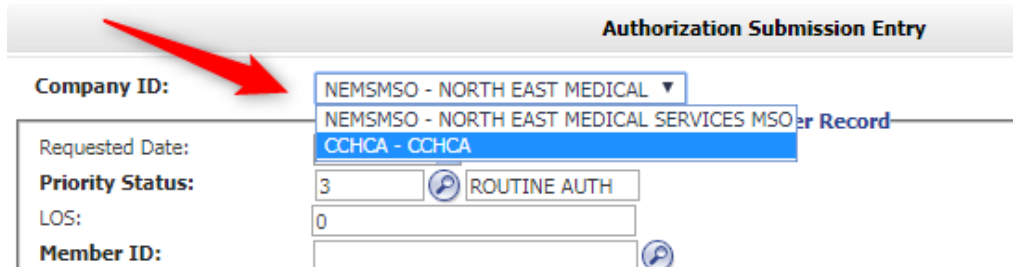 Authorization Submission Entry
Company ID: NEMSMSO - NORTH EAST MEDICAL
NEMSMSO - NORTH EAST MEDICAL SERVICES MSO
er Record
CCHCA - CCHCA
Requested Date:
Priority Status: 3 ROUTINE AUTH
LOS: 0
Member ID: